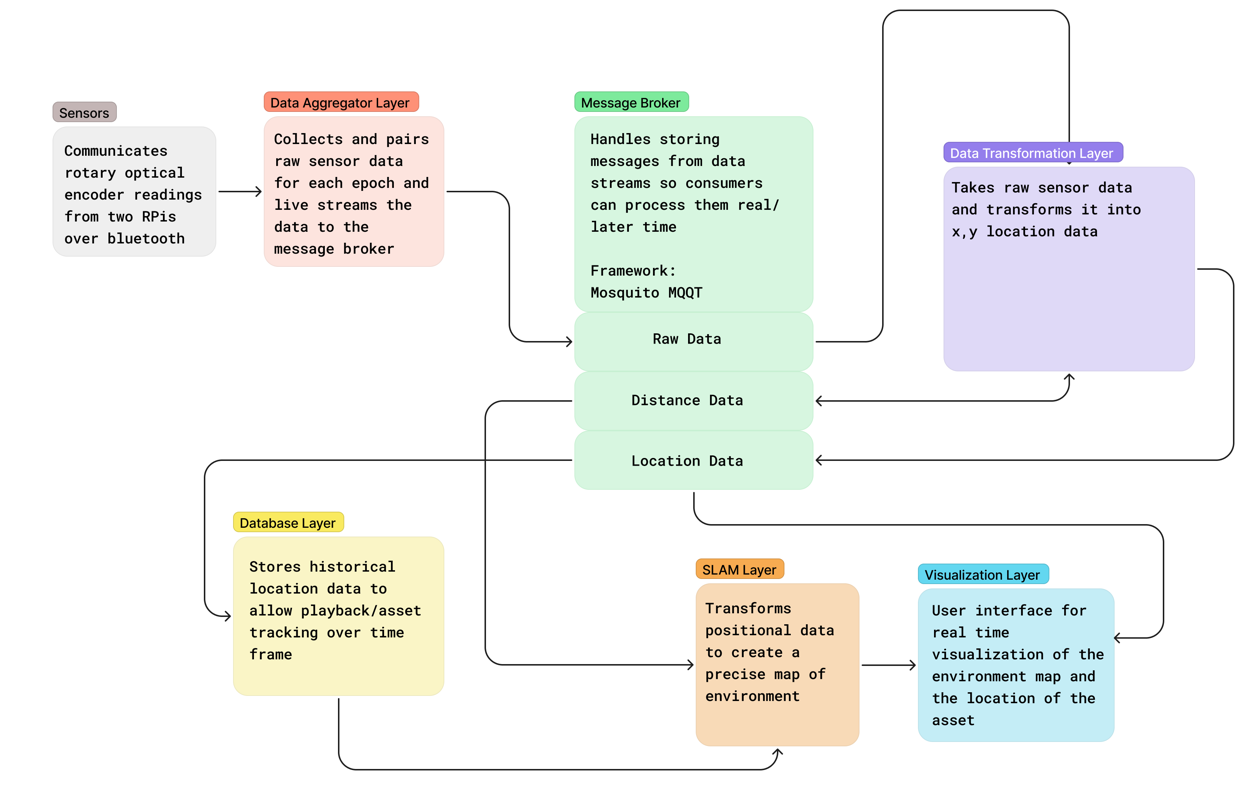 Sensors
Communicates
rotary optical
encoder readings
from two RPis
over bluetooth
Data Aggregator Layer
Collects and pairs
raw sensor data
for each epoch and
live streams the
data to the
message broker
Message Broker
Handles storing
messages from data
streams so consumers
can process them real/
later time
Framework:
Mosquito MQQT
Raw Data
Distance Data
Location Data
Data Transformation Layer
Takes raw sensor data
and transforms it into
x,y location data
Database Layer
Stores historical
location data to
allow playback/asset
tracking over time
frame
SLAM Layer
Transforms
positional data
to create a
precise map of
environment
Visualization Layer
User interface for
real time
visualization of the
environment map and
the location of the
asset